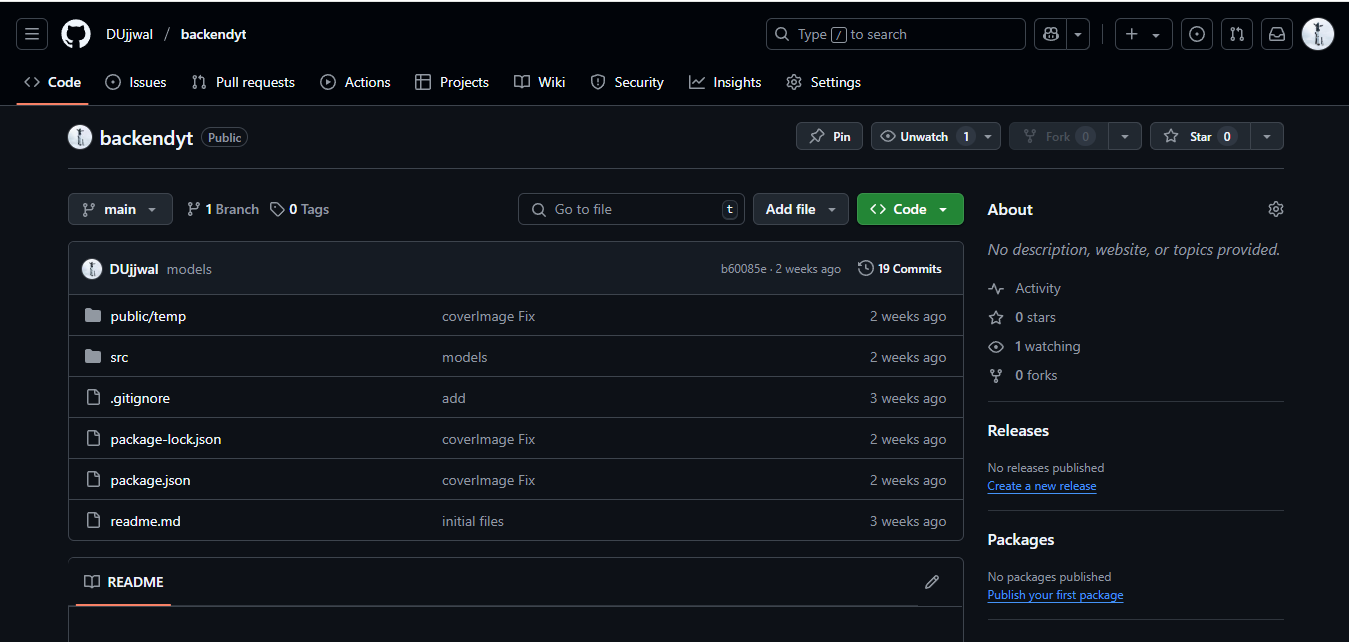 DUjjwal / backendyt
Type / to search
Code Issues Pull requests Actions Projects Wiki Security Insights Settings
backendyt Public
Pin Unwatch 1 Fork 0 Star 0
main 1 Branch 0 Tags Go to file t Add file Code
DUjjwal models b60085e · 2 weeks ago 19 Commits
public/temp coverImage Fix 2 weeks ago
src models 2 weeks ago
.gitignore add 3 weeks ago
package-lock.json coverImage Fix 2 weeks ago
package.json coverImage Fix 2 weeks ago
readme.md initial files 3 weeks ago
README
About
No description, website, or topics provided.
Activity
0 stars
1 watching
0 forks
Releases
No releases published
Create a new release
Packages
No packages published
Publish your first package